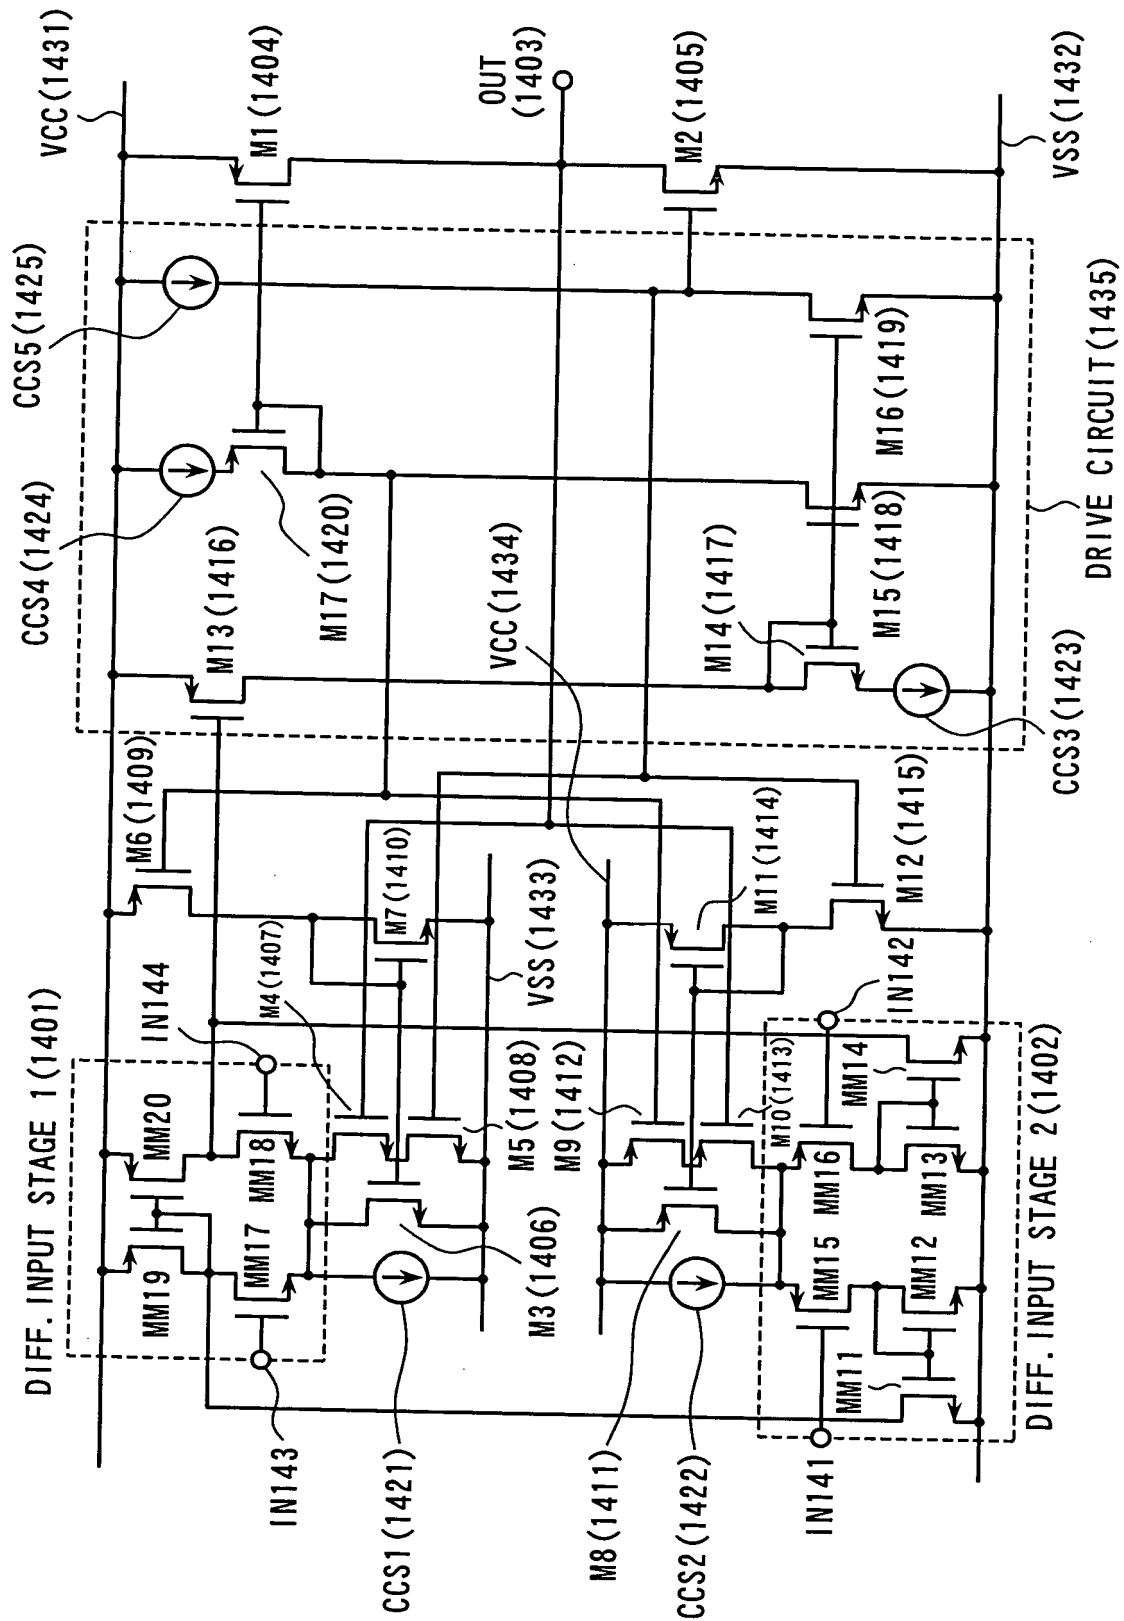 DIFF. INPUT STAGE 1(1401)
MM19
MM20
MM17
MM18
IN143
IN144
M6(1409)
M4(1407)
M7(1410)
VSS(1433)
M5(1408)
M3(1406)
CCS1(1421)
M8(1411)
CCS2(1422)
M9(1412)
M10(1413)
M11(1414)
M12(1415)
IN142
IN141
MM15
MM16
MM14
MM13
MM12
MM11
DIFF. INPUT STAGE 2(1402)
VCC(1434)
CCS4(1424)
CCS5(1425)
M13(1416)
M17(1420)
M14(1417)
M15(1418)
M16(1419)
CCS3(1423)
DRIVE CIRCUIT(1435)
VCC(1431)
M1(1404)
OUT
(1403)
M2(1405)
VSS(1432)